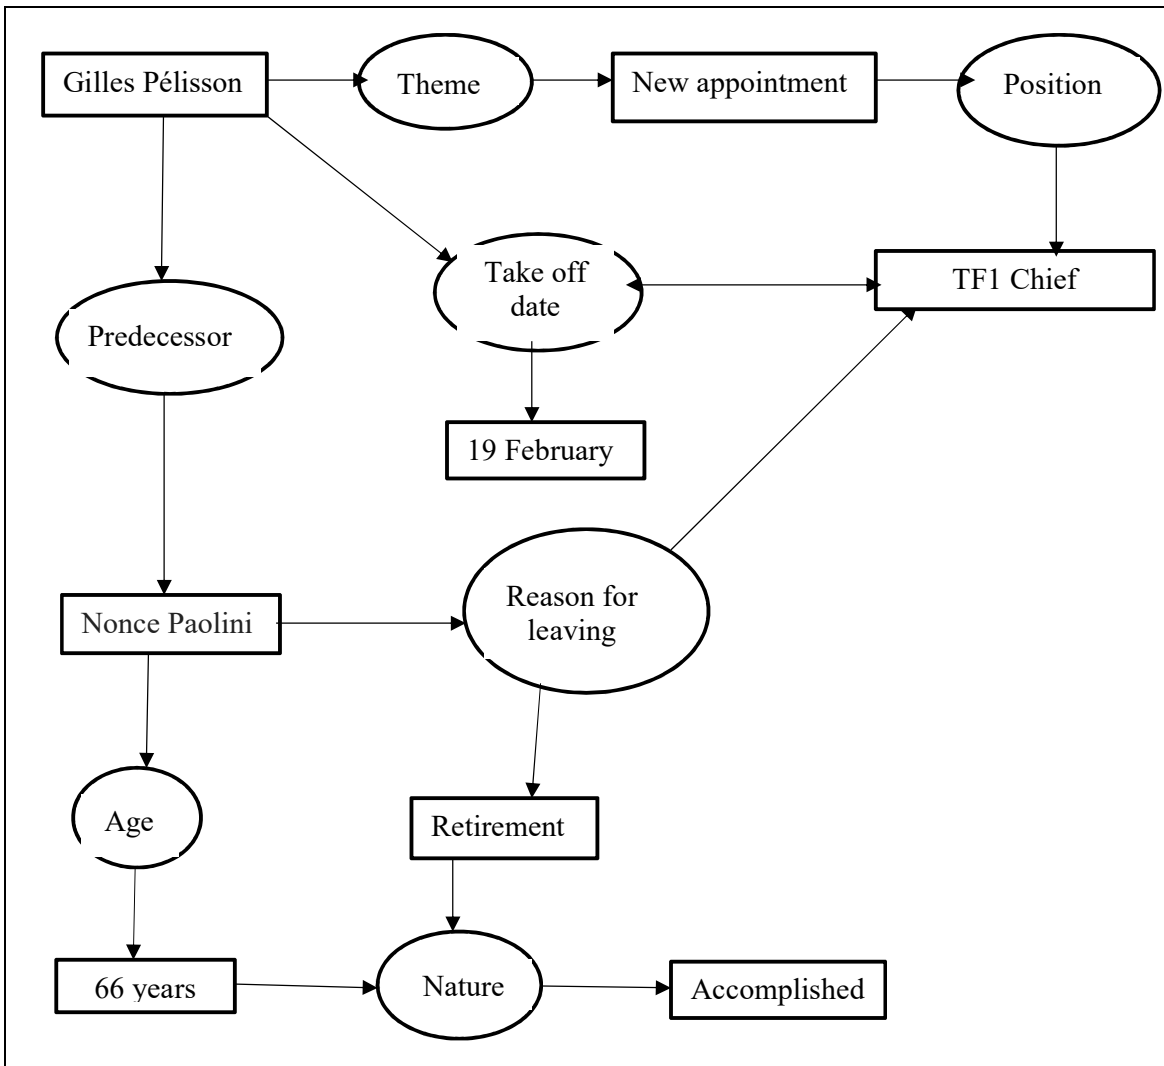 Gilles Pélisson
Theme
New appointment
Position
Take off
date
TF1 Chief
Predecessor
19 February
Reason for
leaving
Nonce Paolini
Age
Retirement
66 years
Nature
Accomplished